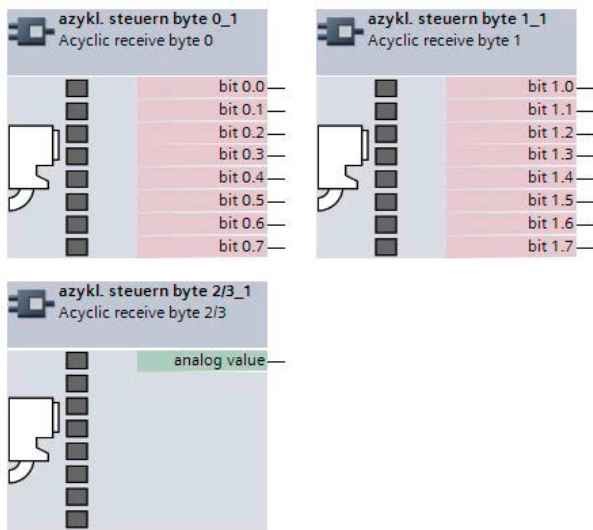 azykl. steuern byte 0_1
Acyclic receive byte 0
bit 0.0
bit 0.1
bit 0.2
bit 0.3
bit 0.4
bit 0.5
bit 0.6
bit 0.7
azykl. steuern byte 1_1
Acyclic receive byte 1
bit 1.0
bit 1.1
bit 1.2
bit 1.3
bit 1.4
bit 1.5
bit 1.6
bit 1.7
azykl. steuern byte 2/3_1
Acyclic receive byte 2/3
analog value